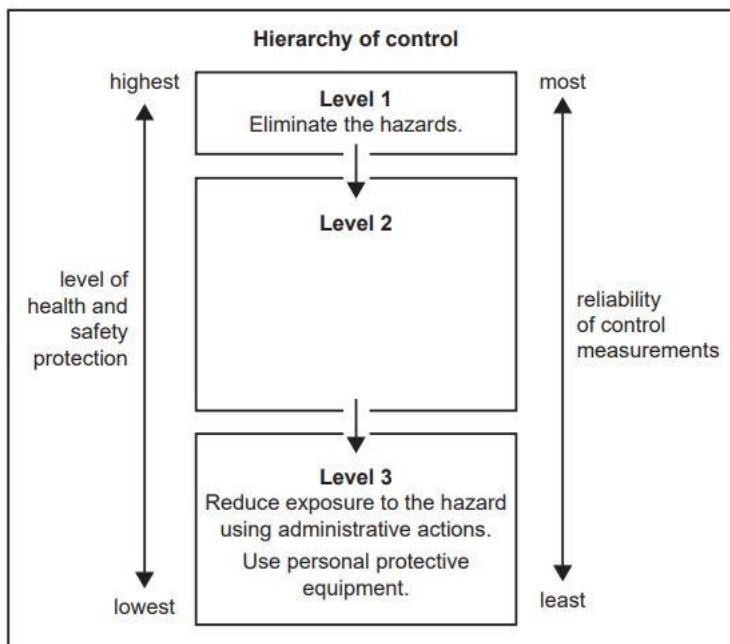 Hierarchy of control
highest
most
Level 1
Eliminate the hazards.
Level 2
level of
health and
safety
protection
reliability
of control
measurements
Level 3
Reduce exposure to the hazard
using administrative actions.
Use personal protective
equipment.
lowest
least